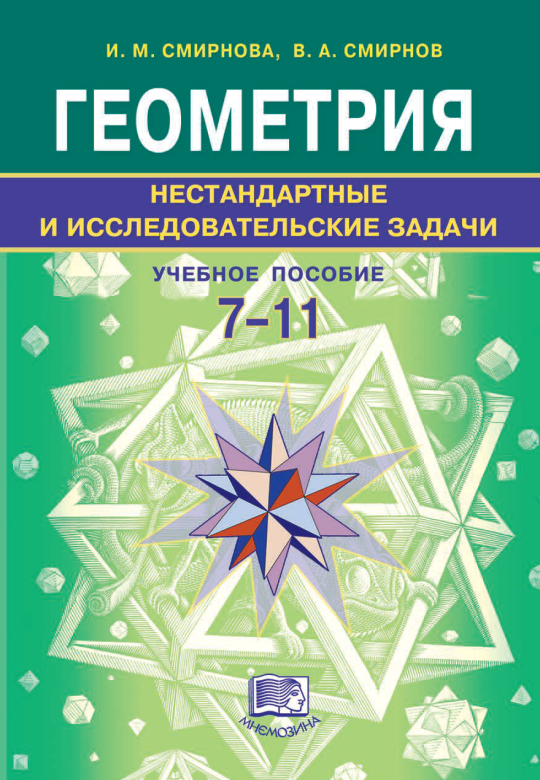 И. М. СМИРНОВА, В. А. СМИРНОВ
ГЕОМЕТРИЯ
НЕСТАНДАРТНЫЕ
И ИССЛЕДОВАТЕЛЬСКИЕ ЗАДАЧИ
УЧЕБНОЕ ПОСОБИЕ
7–11
МНЕМОЗИНА